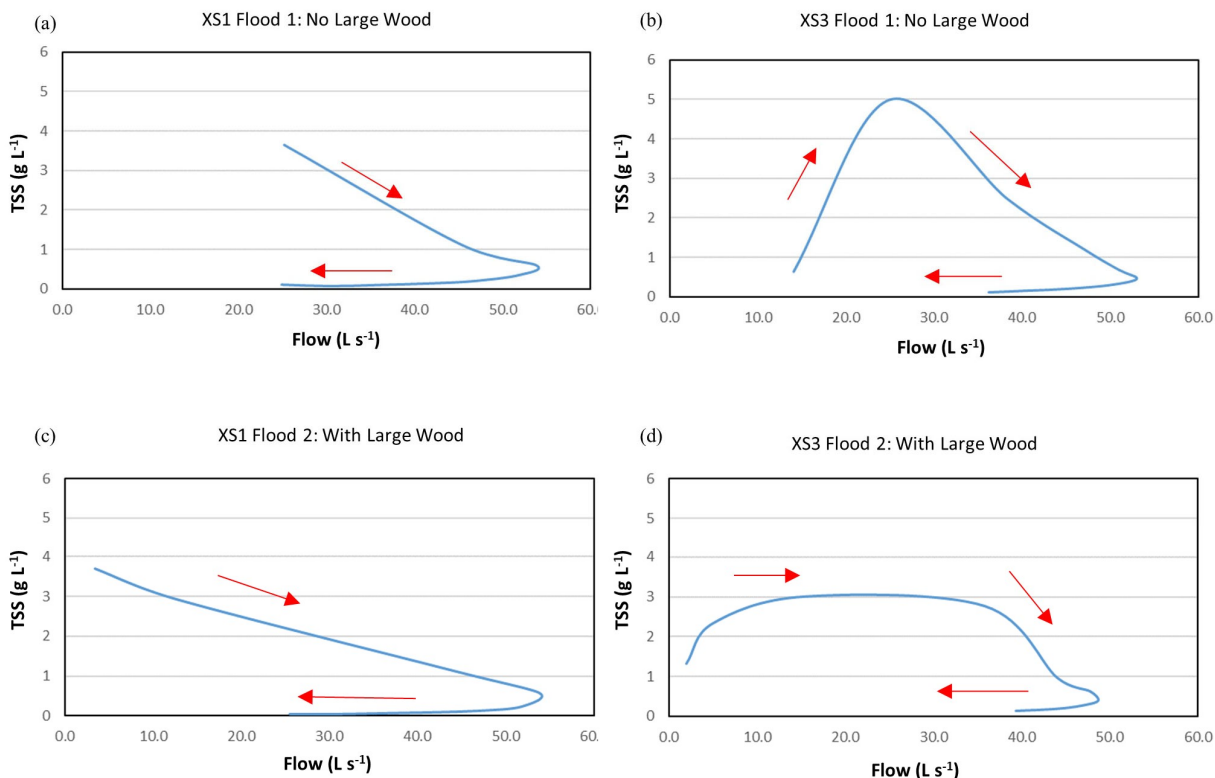 (a)
XS1 Flood 1: No Large Wood
TSS (g L⁻¹)
6
5
4
3
2
1
0
0.0 10.0 20.0 30.0 40.0 50.0 60.0
Flow (L s⁻¹)
(b)
XS3 Flood 1: No Large Wood
TSS (g L⁻¹)
6
5
4
3
2
1
0
0.0 10.0 20.0 30.0 40.0 50.0 60.0
Flow (L s⁻¹)
(c)
XS1 Flood 2: With Large Wood
TSS (g L⁻¹)
6
5
4
3
2
1
0
0.0 10.0 20.0 30.0 40.0 50.0 60.
Flow (L s⁻¹)
(d)
XS3 Flood 2: With Large Wood
TSS (g L⁻¹)
6
5
4
3
2
1
0
0.0 10.0 20.0 30.0 40.0 50.0 60.0
Flow (L s⁻¹)